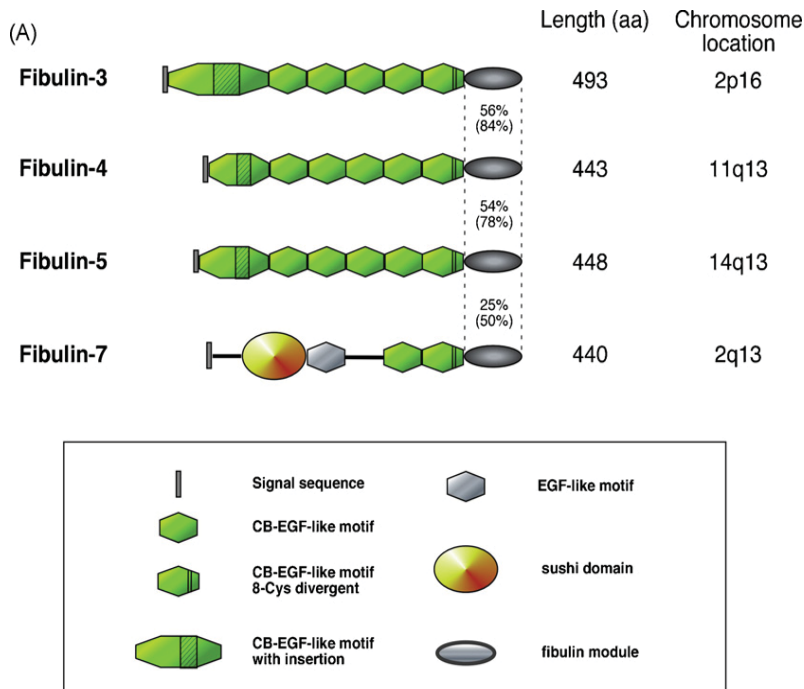 (A)
Length (aa)
Chromosome
location
Fibulin-3
493
2p16
56%
(84%)
Fibulin-4
443
11q13
54%
(78%)
Fibulin-5
448
14q13
25%
(50%)
Fibulin-7
440
2q13
Signal sequence
EGF-like motif
CB-EGF-like motif
CB-EGF-like motif
8-Cys divergent
sushi domain
CB-EGF-like motif
with insertion
fibulin module